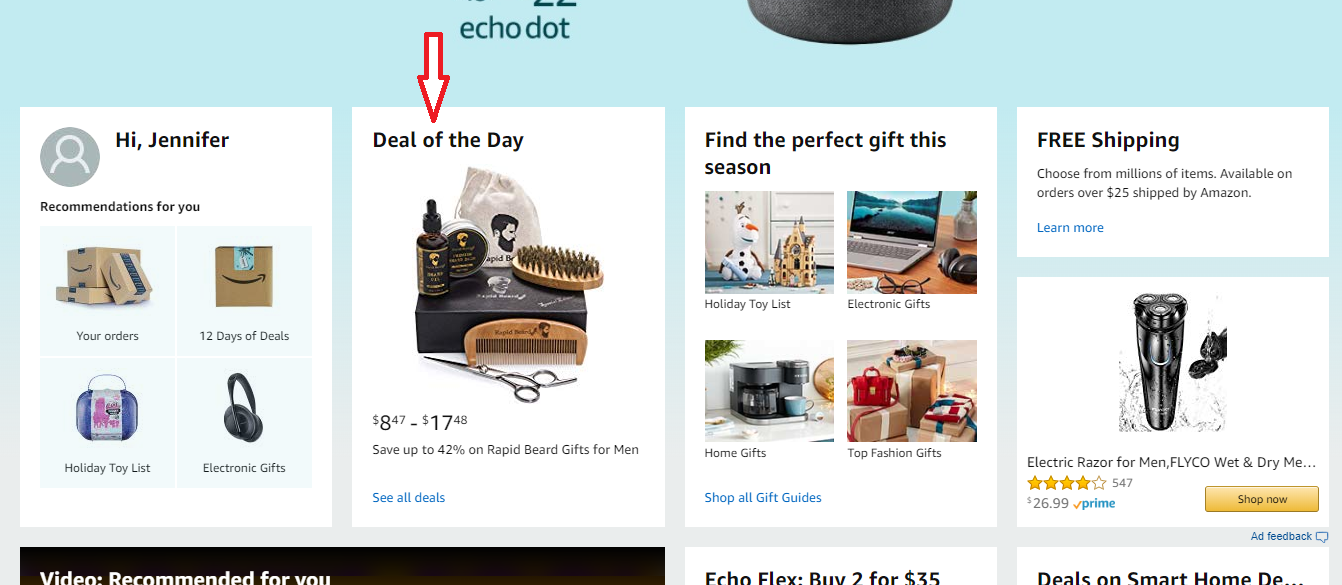 echo dot
Hi, Jennifer
Recommendations for you
Your orders
12 Days of Deals
Holiday Toy List
Electronic Gifts
Deal of the Day
Rapid Beard
Rapid Beard
$8.47 - $17.48
Save up to 42% on Rapid Beard Gifts for Men
See all deals
Find the perfect gift this
season
Holiday Toy List
Electronic Gifts
Home Gifts
Top Fashion Gifts
Shop all Gift Guides
FREE Shipping
Choose from millions of items. Available on
orders over $25 shipped by Amazon.
Learn more
Electric Razor for Men,FLYCO Wet & Dry Me...
547
$26.99 prime
Shop now
Ad feedback
Video: Recommended for you
Echo Flex: Buy 2 for $35
Deals on Smart Home De...